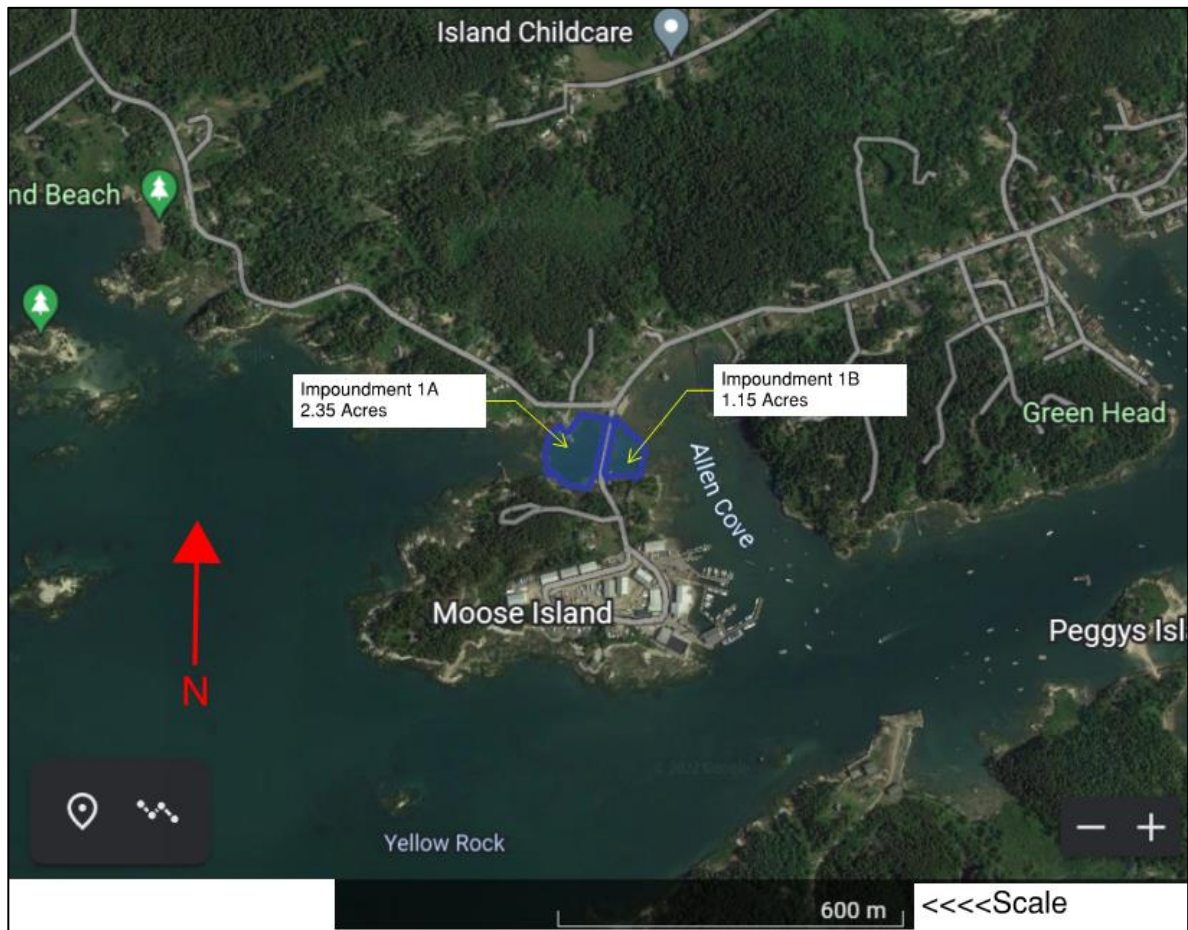 Island Childcare
nd Beach
Impoundment 1A
2.35 Acres
Impoundment 1B
1.15 Acres
Green Head
Allen Cove
Moose Island
Peggys Isl
N
Yellow Rock
600 m
<<<<Scale